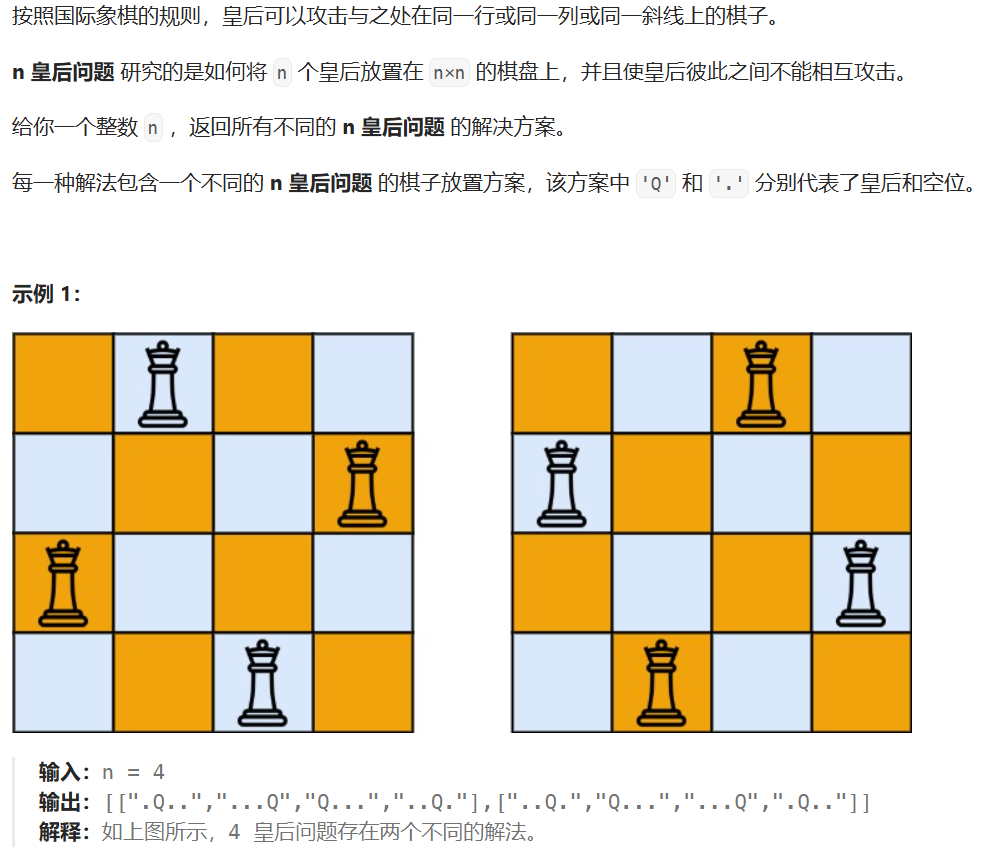 按照国际象棋的规则，皇后可以攻击与之处在同一行或同一列或同一斜线上的棋子。
n 皇后问题 研究的是如何将 n 个皇后放置在 n×n 的棋盘上，并且使皇后彼此之间不能相互攻击。
给你一个整数 n ，返回所有不同的 n 皇后问题 的解决方案。
每一种解法包含一个不同的 n 皇后问题 的棋子放置方案，该方案中 'Q' 和 '.' 分别代表了皇后和空位。
示例 1：
输入：n = 4
输出：[[".Q..","...Q","Q...","..Q."],["..Q.","Q...","...Q",".Q.."]]
解释：如上图所示，4 皇后问题存在两个不同的解法。